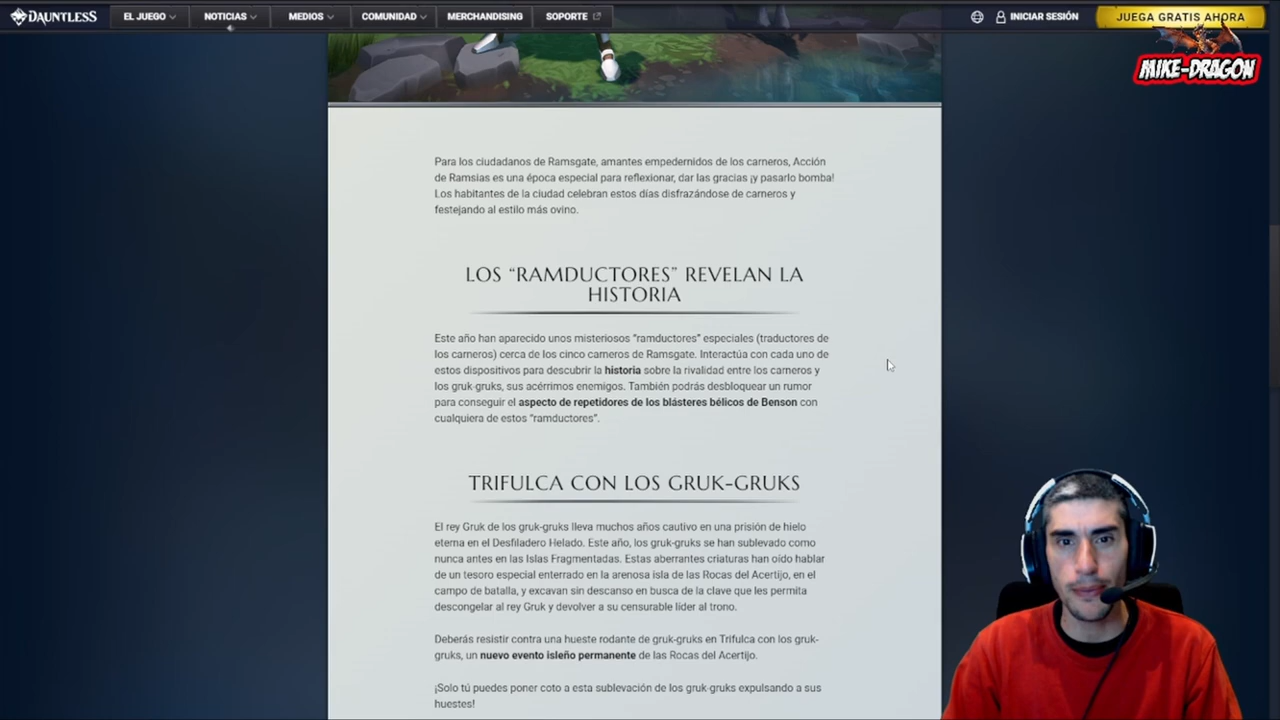 DAUNTLESS
EL JUEGO
NOTICIAS
MEDIOS
COMUNIDAD
MERCHANDISING
SOPORTE
INICIAR SESIÓN
JUEGA GRATIS AHORA
MIKE-DRAGON
Para los ciudadanos de Ramsgate, amantes empedernidos de los carneros, Acción
de Ramsias es una época especial para reflexionar, dar las gracias ¡y pasarlo bomba!
Los habitantes de la ciudad celebran estos días disfrazándose de carneros y
festejando al estilo más ovino.
LOS “RAMDUCTORES” REVELAN LA
HISTORIA
Este año han aparecido unos misteriosos “ramductores” especiales (traductores de
los carneros) cerca de los cinco carneros de Ramsgate. Interactúa con cada uno de
estos dispositivos para descubrir la historia sobre la rivalidad entre los carneros y
los gruk-gruks, sus acérrimos enemigos. También podrás desbloquear un rumor
para conseguir el aspecto de repetidores de los blásteres bélicos de Benson con
cualquiera de estos “ramductores”.
TRIFULCA CON LOS GRUK-GRUKS
El rey Gruk de los gruk-gruks lleva muchos años cautivo en una prisión de hielo
eterna en el Desfiladero Helado. Este año, los gruk-gruks se han sublevado como
nunca antes en las Islas Fragmentadas. Estas aberrantes criaturas han oído hablar
de un tesoro especial enterrado en la arenosa isla de las Rocas del Acertijo, en el
campo de batalla, y excavan sin descanso en busca de la clave que les permita
descongelar al rey Gruk y devolver a su censurable líder al trono.
Deberás resistir contra una hueste rodante de gruk-gruks en Trifulca con los gruk-
gruks, un nuevo evento isleño permanente de las Rocas del Acertijo.
¡Solo tú puedes poner coto a esta sublevación de los gruk-gruks expulsando a sus
huestes!